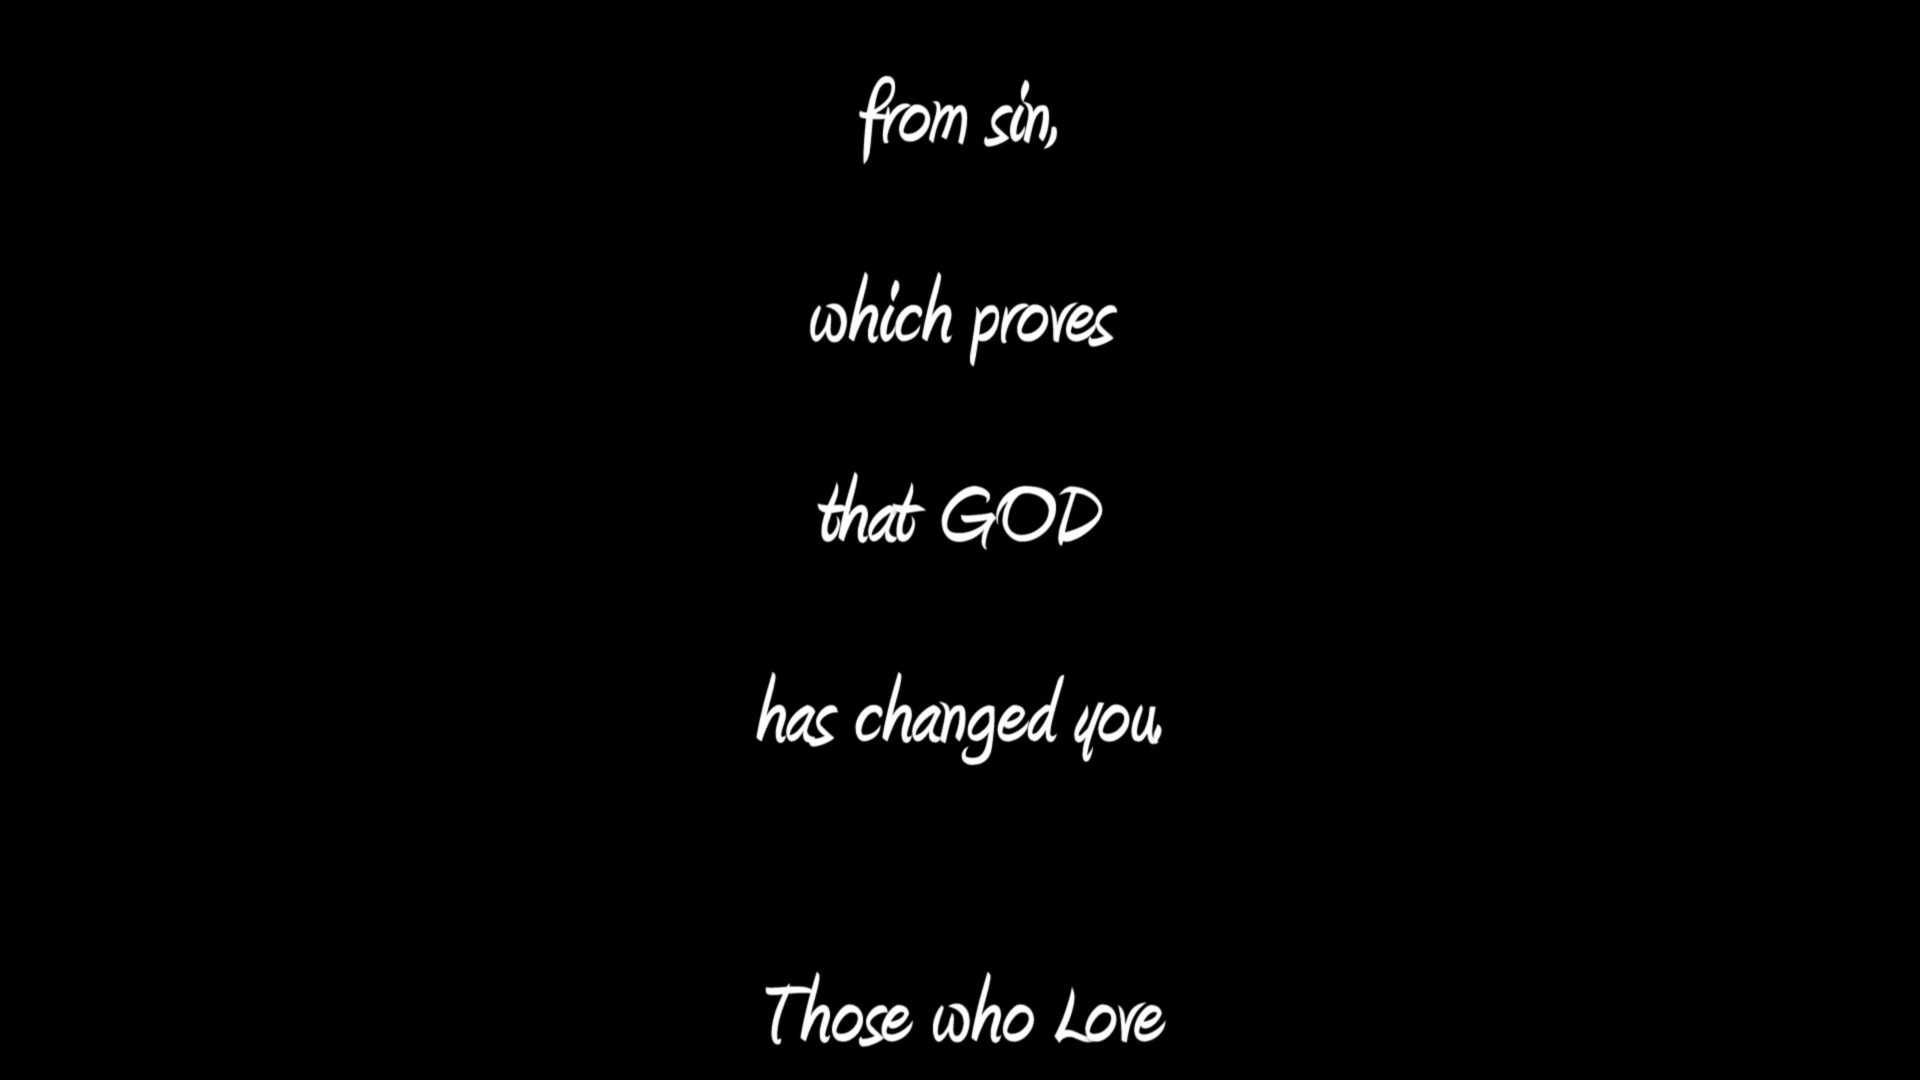 from sin,
which proves
that GOD
has changed you.
Those who Love